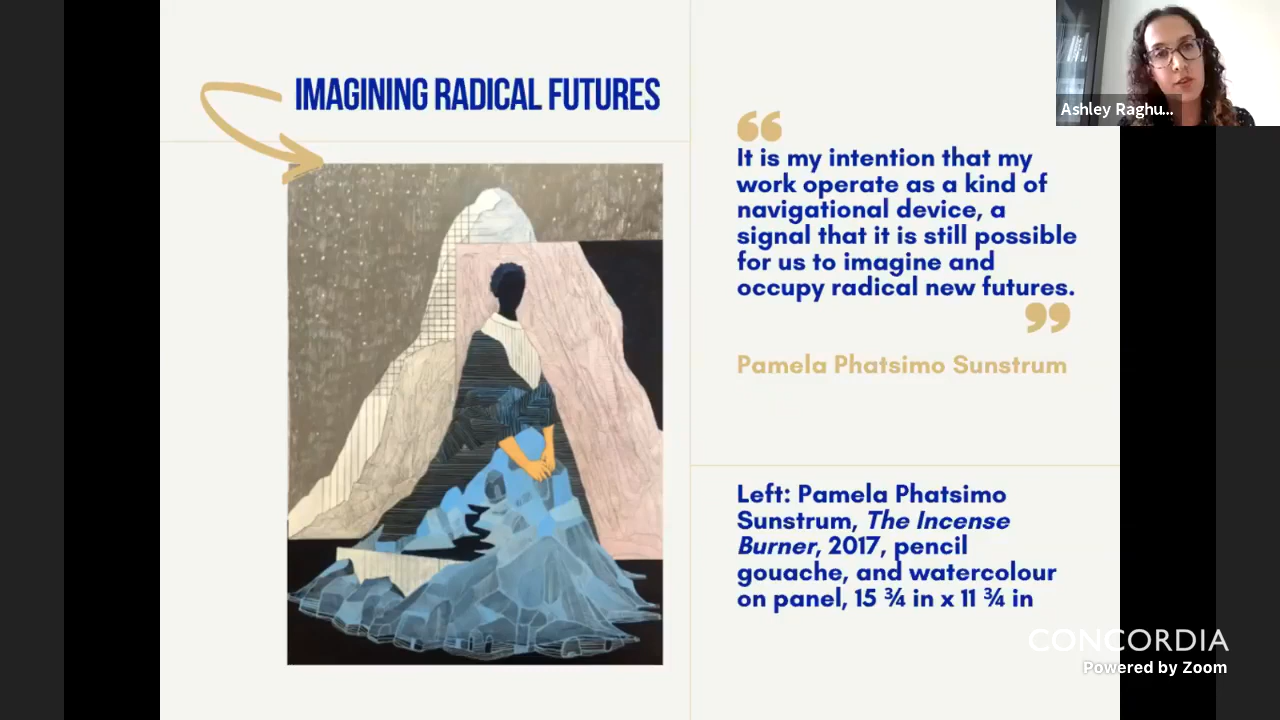 IMAGINING RADICAL FUTURES
“
It is my intention that my
work operate as a kind of
navigational device, a
signal that it is still possible
for us to imagine and
occupy radical new futures.
”
Pamela Phatsimo Sunstrum
Left: Pamela Phatsimo
Sunstrum, The Incense
Burner, 2017, pencil
gouache, and watercolour
on panel, 15 ¾ in x 11 ¾ in
Ashley Raghu...
CONCORDIA
Powered by Zoom